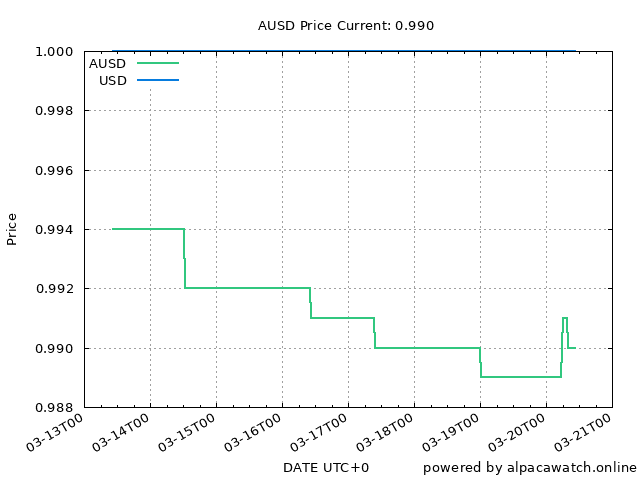 AUSD Price Current: 0.990
1.000
AUSD
USD
0.998
0.996
0.994
Price
0.992
0.990
0.988
03-13T00 03-14T00 03-15T00 03-16T00 03-17T00 03-18T00 03-19T00 03-20T00 03-21T00
DATE UTC+0
powered by alpacawatch.online